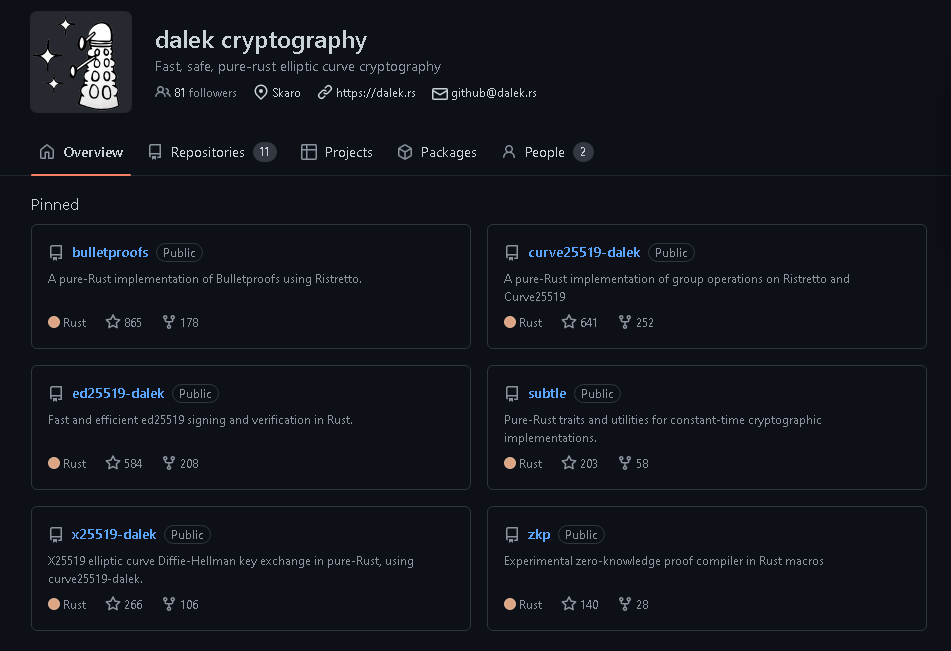 dalek cryptography
Fast, safe, pure-rust elliptic curve cryptography
81 followers Skaro https://dalek.rs github@dalek.rs
Overview Repositories 11 Projects Packages People 2
Pinned
bulletproofs Public
A pure-Rust implementation of Bulletproofs using Ristretto.
Rust 865 178
curve25519-dalek Public
A pure-Rust implementation of group operations on Ristretto and
Curve25519
Rust 641 252
ed25519-dalek Public
Fast and efficient ed25519 signing and verification in Rust.
Rust 584 208
subtle Public
Pure-Rust traits and utilities for constant-time cryptographic
implementations.
Rust 203 58
x25519-dalek Public
X25519 elliptic curve Diffie-Hellman key exchange in pure-Rust, using
curve25519-dalek.
Rust 266 106
zkp Public
Experimental zero-knowledge proof compiler in Rust macros
Rust 140 28